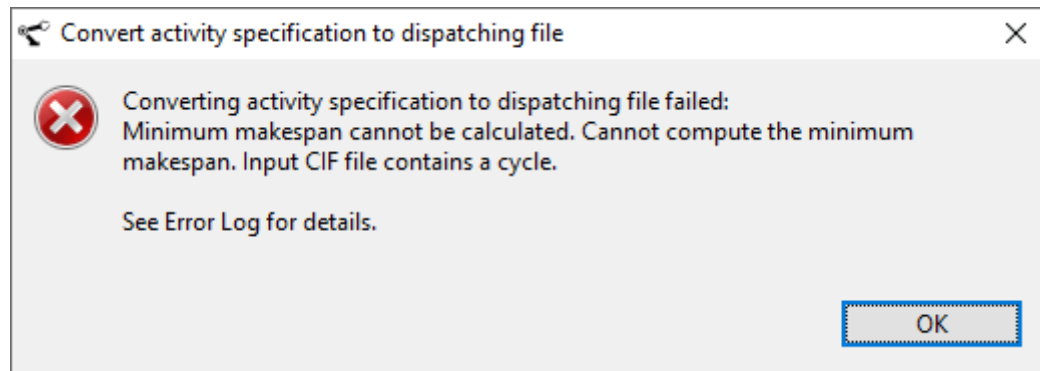 Convert activity specification to dispatching file
Converting activity specification to dispatching file failed:
Minimum makespan cannot be calculated. Cannot compute the minimum
makespan. Input CIF file contains a cycle.
See Error Log for details.
OK